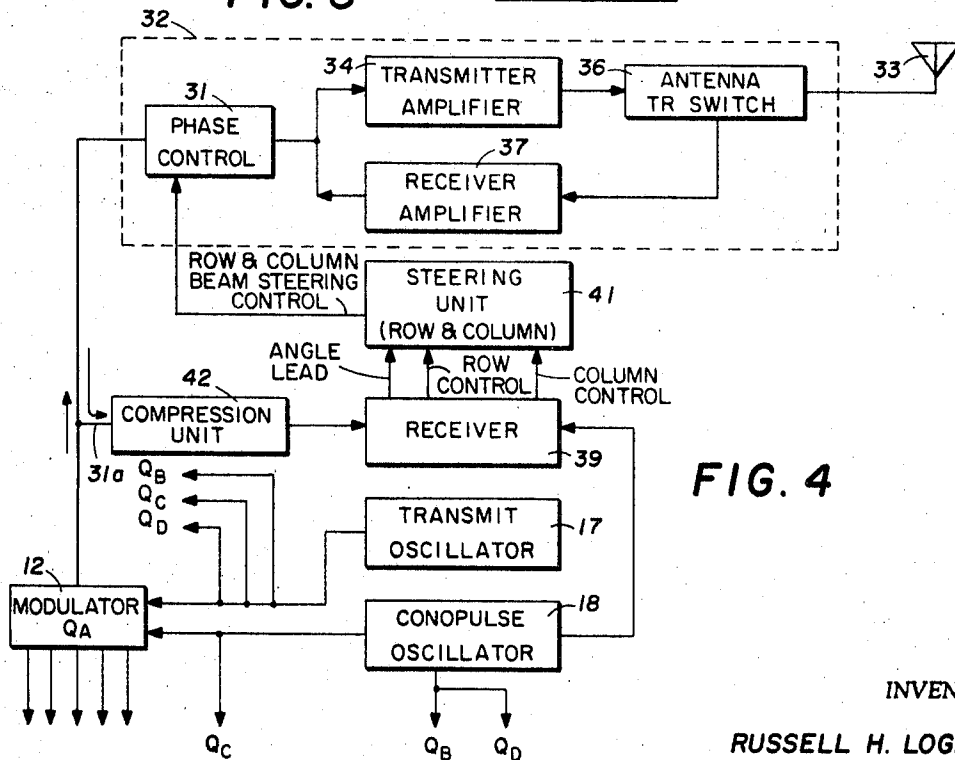 32
34
TRANSMITTER
AMPLIFIER
36
ANTENNA
TR SWITCH
33
31
PHASE
CONTROL
37
RECEIVER
AMPLIFIER
ROW & COLUMN
BEAM STEERING
CONTROL
STEERING
UNIT
(ROW & COLUMN)
41
ANGLE
LEAD
ROW
CONTROL
COLUMN
CONTROL
42
COMPRESSION
UNIT
RECEIVER
39
31a
QB
QC
QD
FIG. 4
TRANSMIT
OSCILLATOR
17
12
MODULATOR
QA
18
CONOPULSE
OSCILLATOR
QC
QB
QD
INVEN
RUSSELL H. LOG